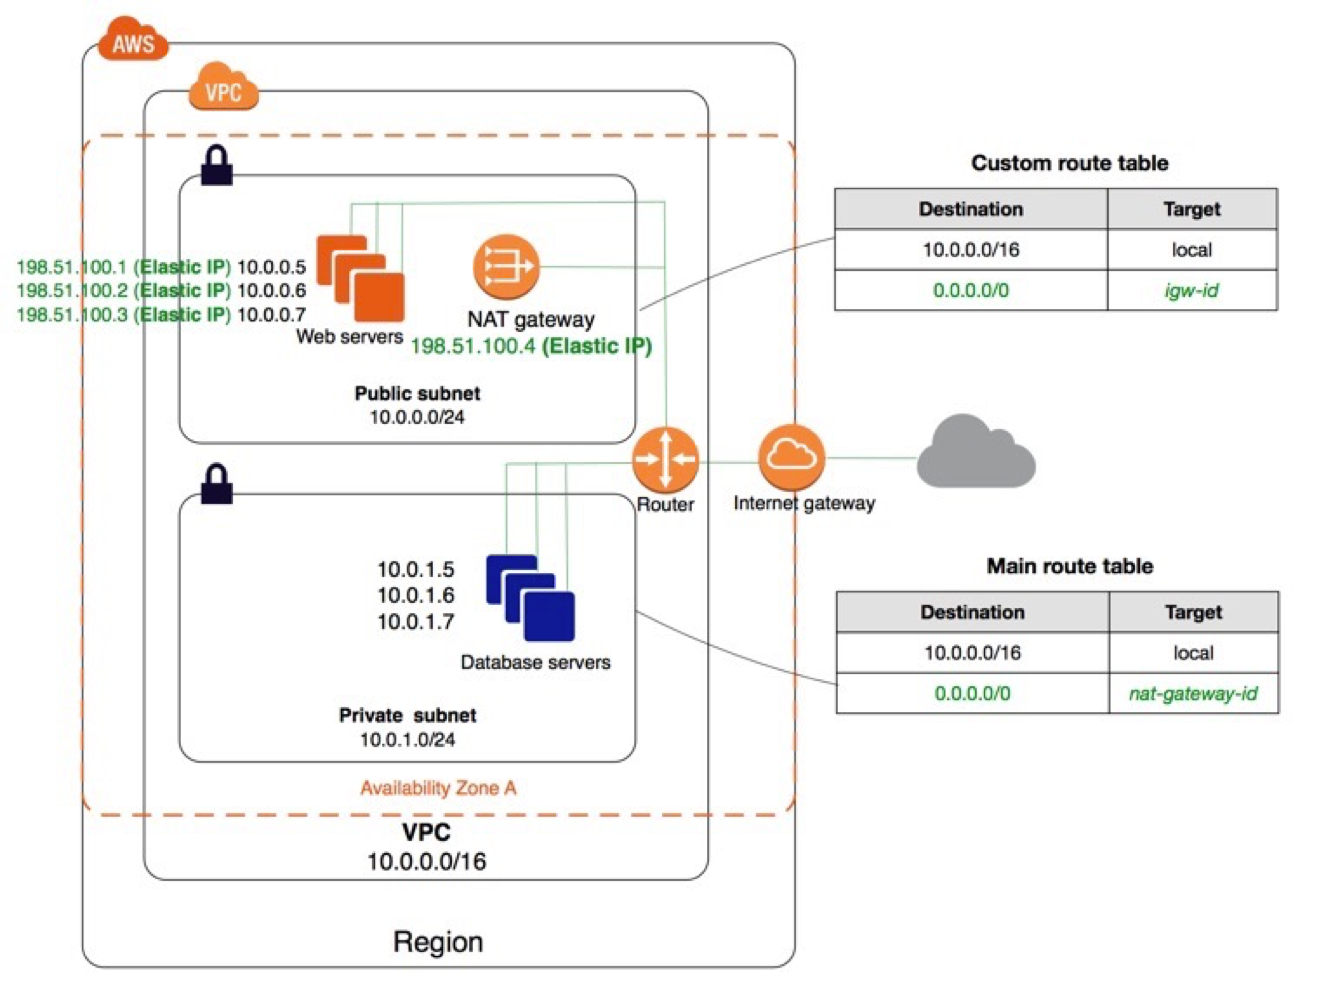 AWS
VPC
198.51.100.1 (Elastic IP) 10.0.0.5
198.51.100.2 (Elastic IP) 10.0.0.6
198.51.100.3 (Elastic IP) 10.0.0.7
Web servers
NAT gateway
198.51.100.4 (Elastic IP)
Public subnet
10.0.0.0/24
Custom route table
Destination Target
10.0.0.0/16 local
0.0.0.0/0 igw-id
Router
Internet gateway
10.0.1.5
10.0.1.6
10.0.1.7
Database servers
Private subnet
10.0.1.0/24
Main route table
Destination Target
10.0.0.0/16 local
0.0.0.0/0 nat-gateway-id
Availability Zone A
VPC
10.0.0.0/16
Region